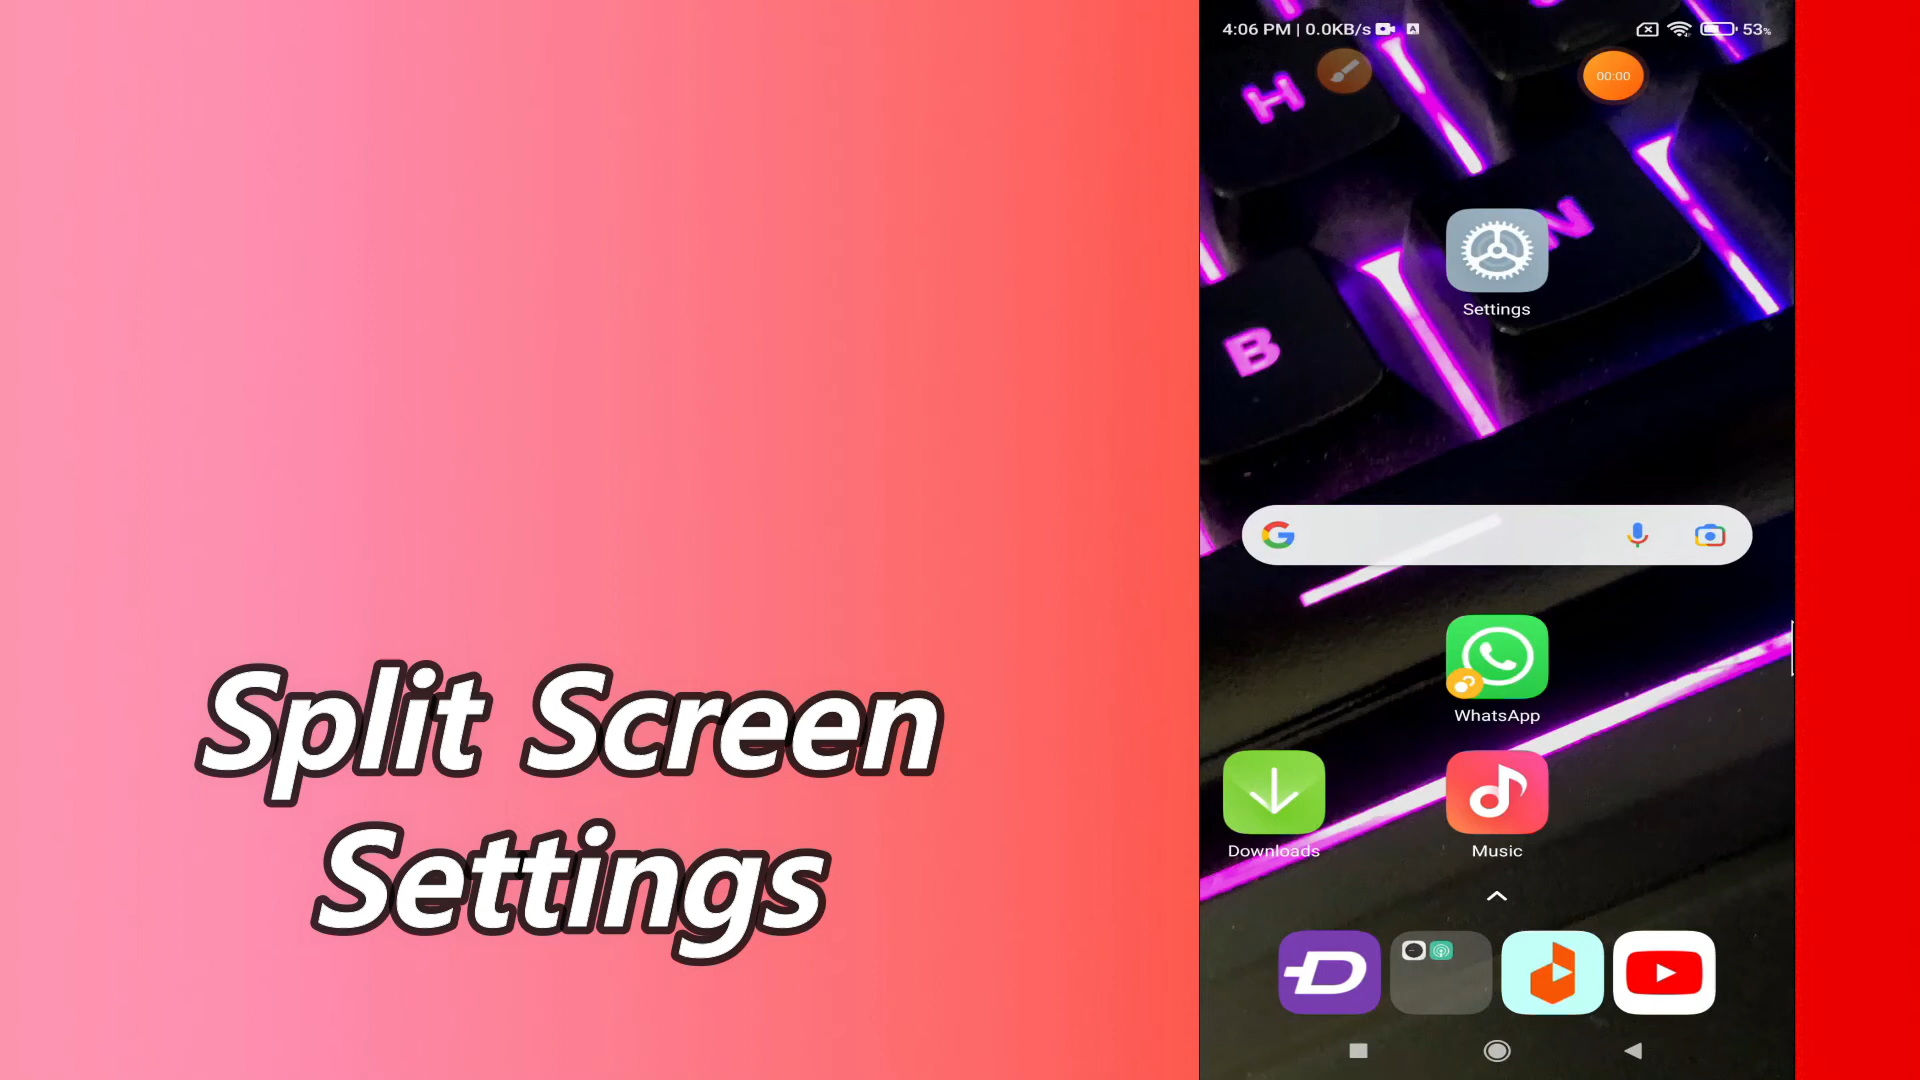 4:06 PM | 0.0KB/s
53%
00:00
H
N
Settings
B
G
WhatsApp
Downloads
Music
Split Screen
Settings